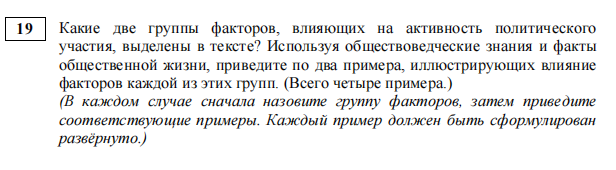 19 Какие две группы факторов, влияющих на активность политического
участия, выделены в тексте? Используя обществоведческие знания и факты
общественной жизни, приведите по два примера, иллюстрирующих влияние
факторов каждой из этих групп. (Всего четыре примера.)
(В каждом случае сначала назовите группу факторов, затем приведите
соответствующие примеры. Каждый пример должен быть сформулирован
развёрнуто.)